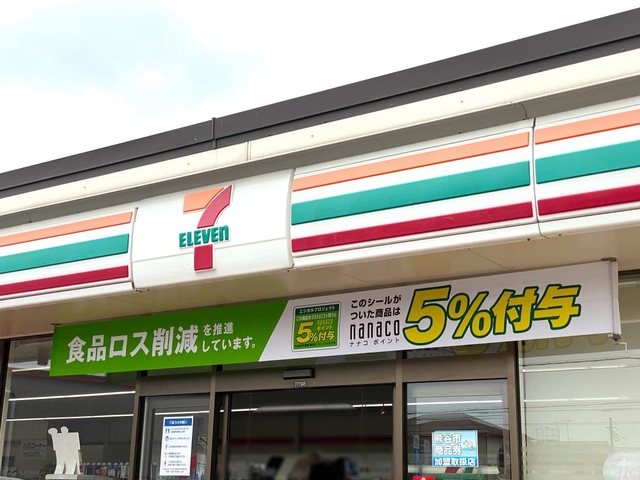 7
ELEVEn
食品ロス削減を推進
しています。
エシカルプロジェクト
5%付与
このシールが
ついた商品は
nanaco
ナナコ ポイント
5%付与
熊谷市
商品券
加盟取扱店